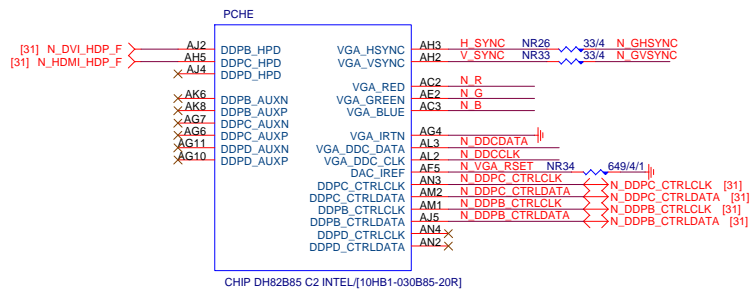 PCHE
[31] N_DVI_HDP_F AJ2 DDPB_HPD VGA_HSYNC AH3 H_SYNC NR26 33/4 N_GHSYNC
[31] N_HDMI_HDP_F AH5 DDPC_HPD VGA_VSYNC AH2 V_SYNC NR33 33/4 N_GVSYNC
AJ4 DDPD_HPD
VGA_RED AC2 N_R
AK6 DDPB_AUXN VGA_GREEN AE2 N_G
AK8 DDPB_AUXP VGA_BLUE AC3 N_B
AG7 DDPC_AUXN
AG6 DDPC_AUXP VGA_IRTN AG4
AG11 DDPD_AUXN VGA_DDC_DATA AL3 N_DDCDATA
AG10 DDPD_AUXP VGA_DDC_CLK AL2 N_DDCCLK
DAC_IREF AF5 N_VGA_RSET NR34 649/4/1
DDPC_CTRLCLK AN3 N_DDPC_CTRLCLK N_DDPC_CTRLCLK [31]
DDPC_CTRLDATA AM2 N_DDPC_CTRLDATA N_DDPC_CTRLDATA [31]
DDPB_CTRLCLK AM1 N_DDPB_CTRLCLK N_DDPB_CTRLCLK [31]
DDPB_CTRLDATA AJ5 N_DDPB_CTRLDATA N_DDPB_CTRLDATA [31]
DDPD_CTRLCLK AN4
DDPD_CTRLDATA AN2
CHIP DH82B85 C2 INTEL/[10HB1-030B85-20R]